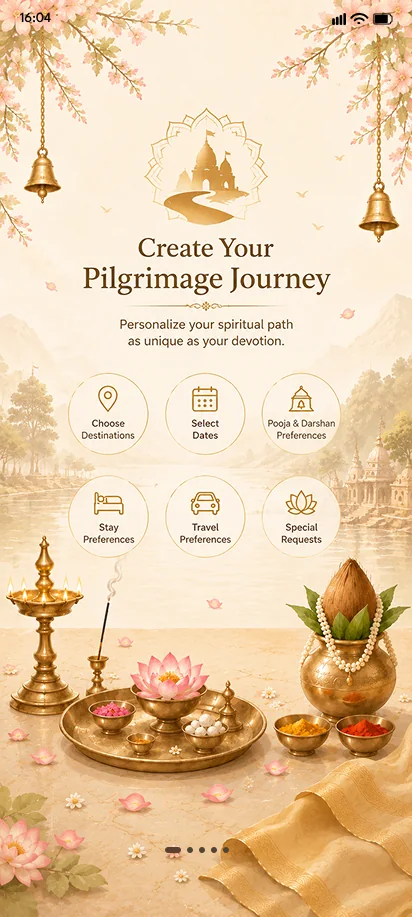 16:04
Create Your
Pilgrimage Journey
Personalize your spiritual path
as unique as your devotion.
Choose
Destinations
Select
Dates
Pooja & Darshan
Preferences
Stay
Preferences
Travel
Preferences
Special
Requests